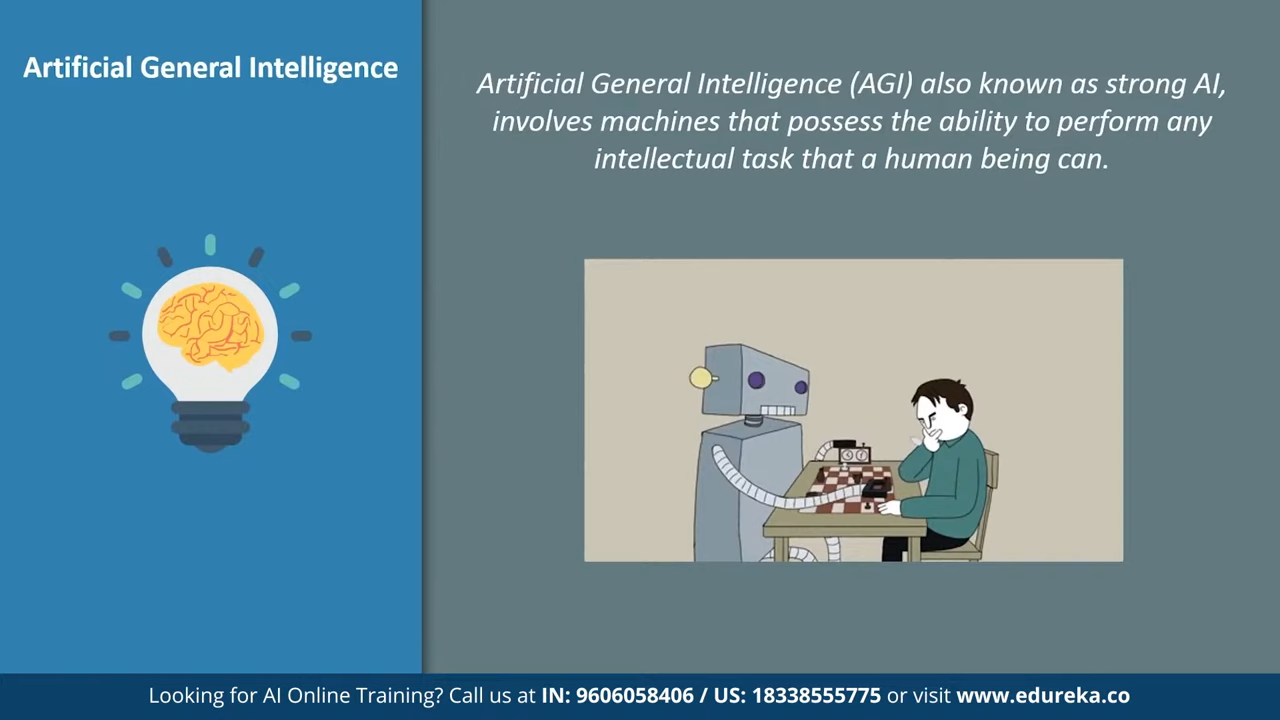 Artificial General Intelligence
Artificial General Intelligence (AGI) also known as strong AI,
involves machines that possess the ability to perform any
intellectual task that a human being can.
Looking for AI Online Training? Call us at IN: 9606058406 / US: 18338555775 or visit www.edureka.co